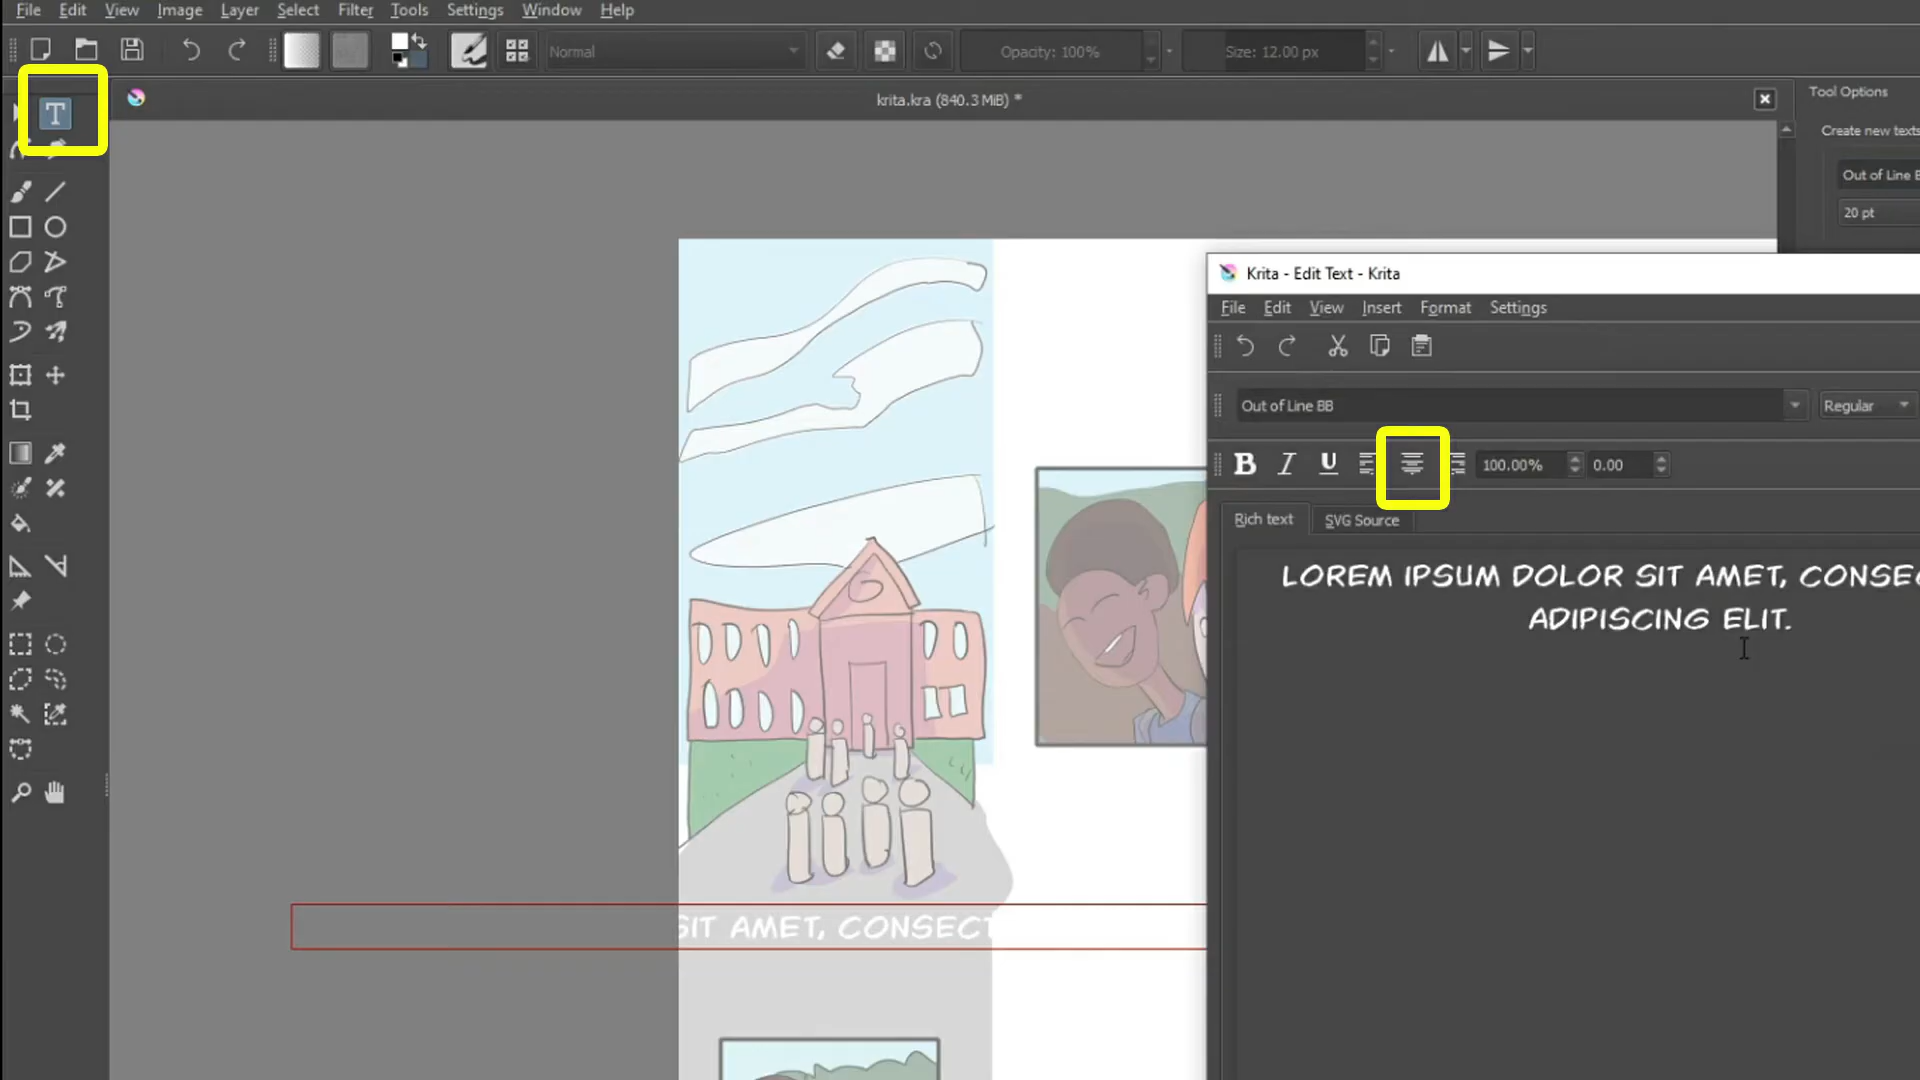 File Edit View Image Layer Select Filter Tools Settings Window Help
Normal Opacity: 100% Size: 12.00 px
T
krita.kra (840.3 MiB) *
Tool Options
Create new texts
Out of Line B
20 pt
Krita - Edit Text - Krita
File Edit View Insert Format Settings
Out of Line BB Regular
B I U 100.00% 0.00
Rich text SVG Source
LOREM IPSUM DOLOR SIT AMET, CONSEC
ADIPISCING ELIT.
SIT AMET, CONSECT